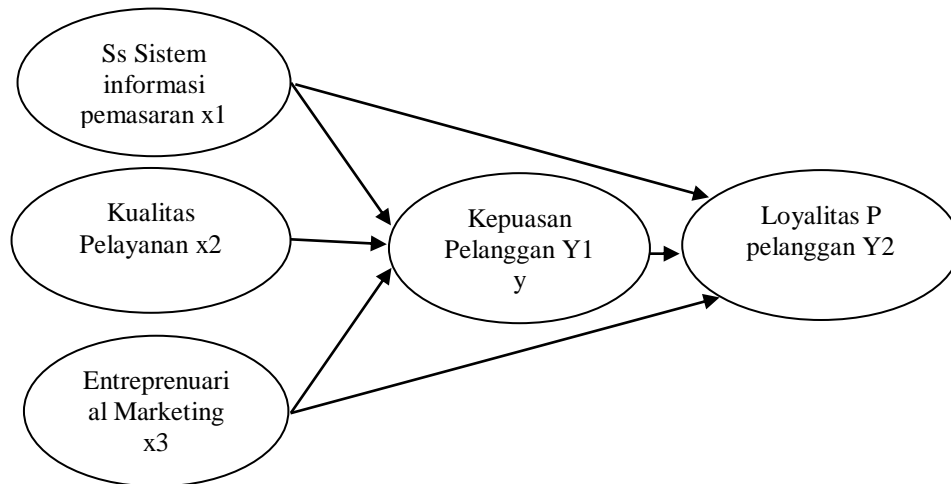 Ss Sistem
informasi
pemasaran x1
Kualitas
Pelayanan x2
Entreprenuari
al Marketing
x3
Kepuasan
Pelanggan Y1
y
Loyalitas P
pelanggan Y2